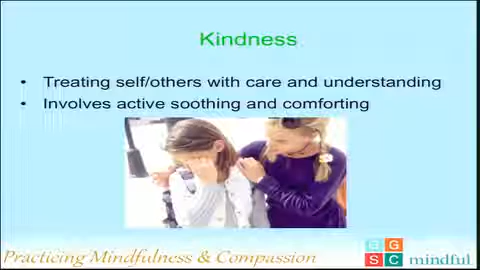 Kindness
• Treating self/others with care and understanding
• Involves active soothing and comforting
Practicing Mindfulness & Compassion
G G
S C mindful